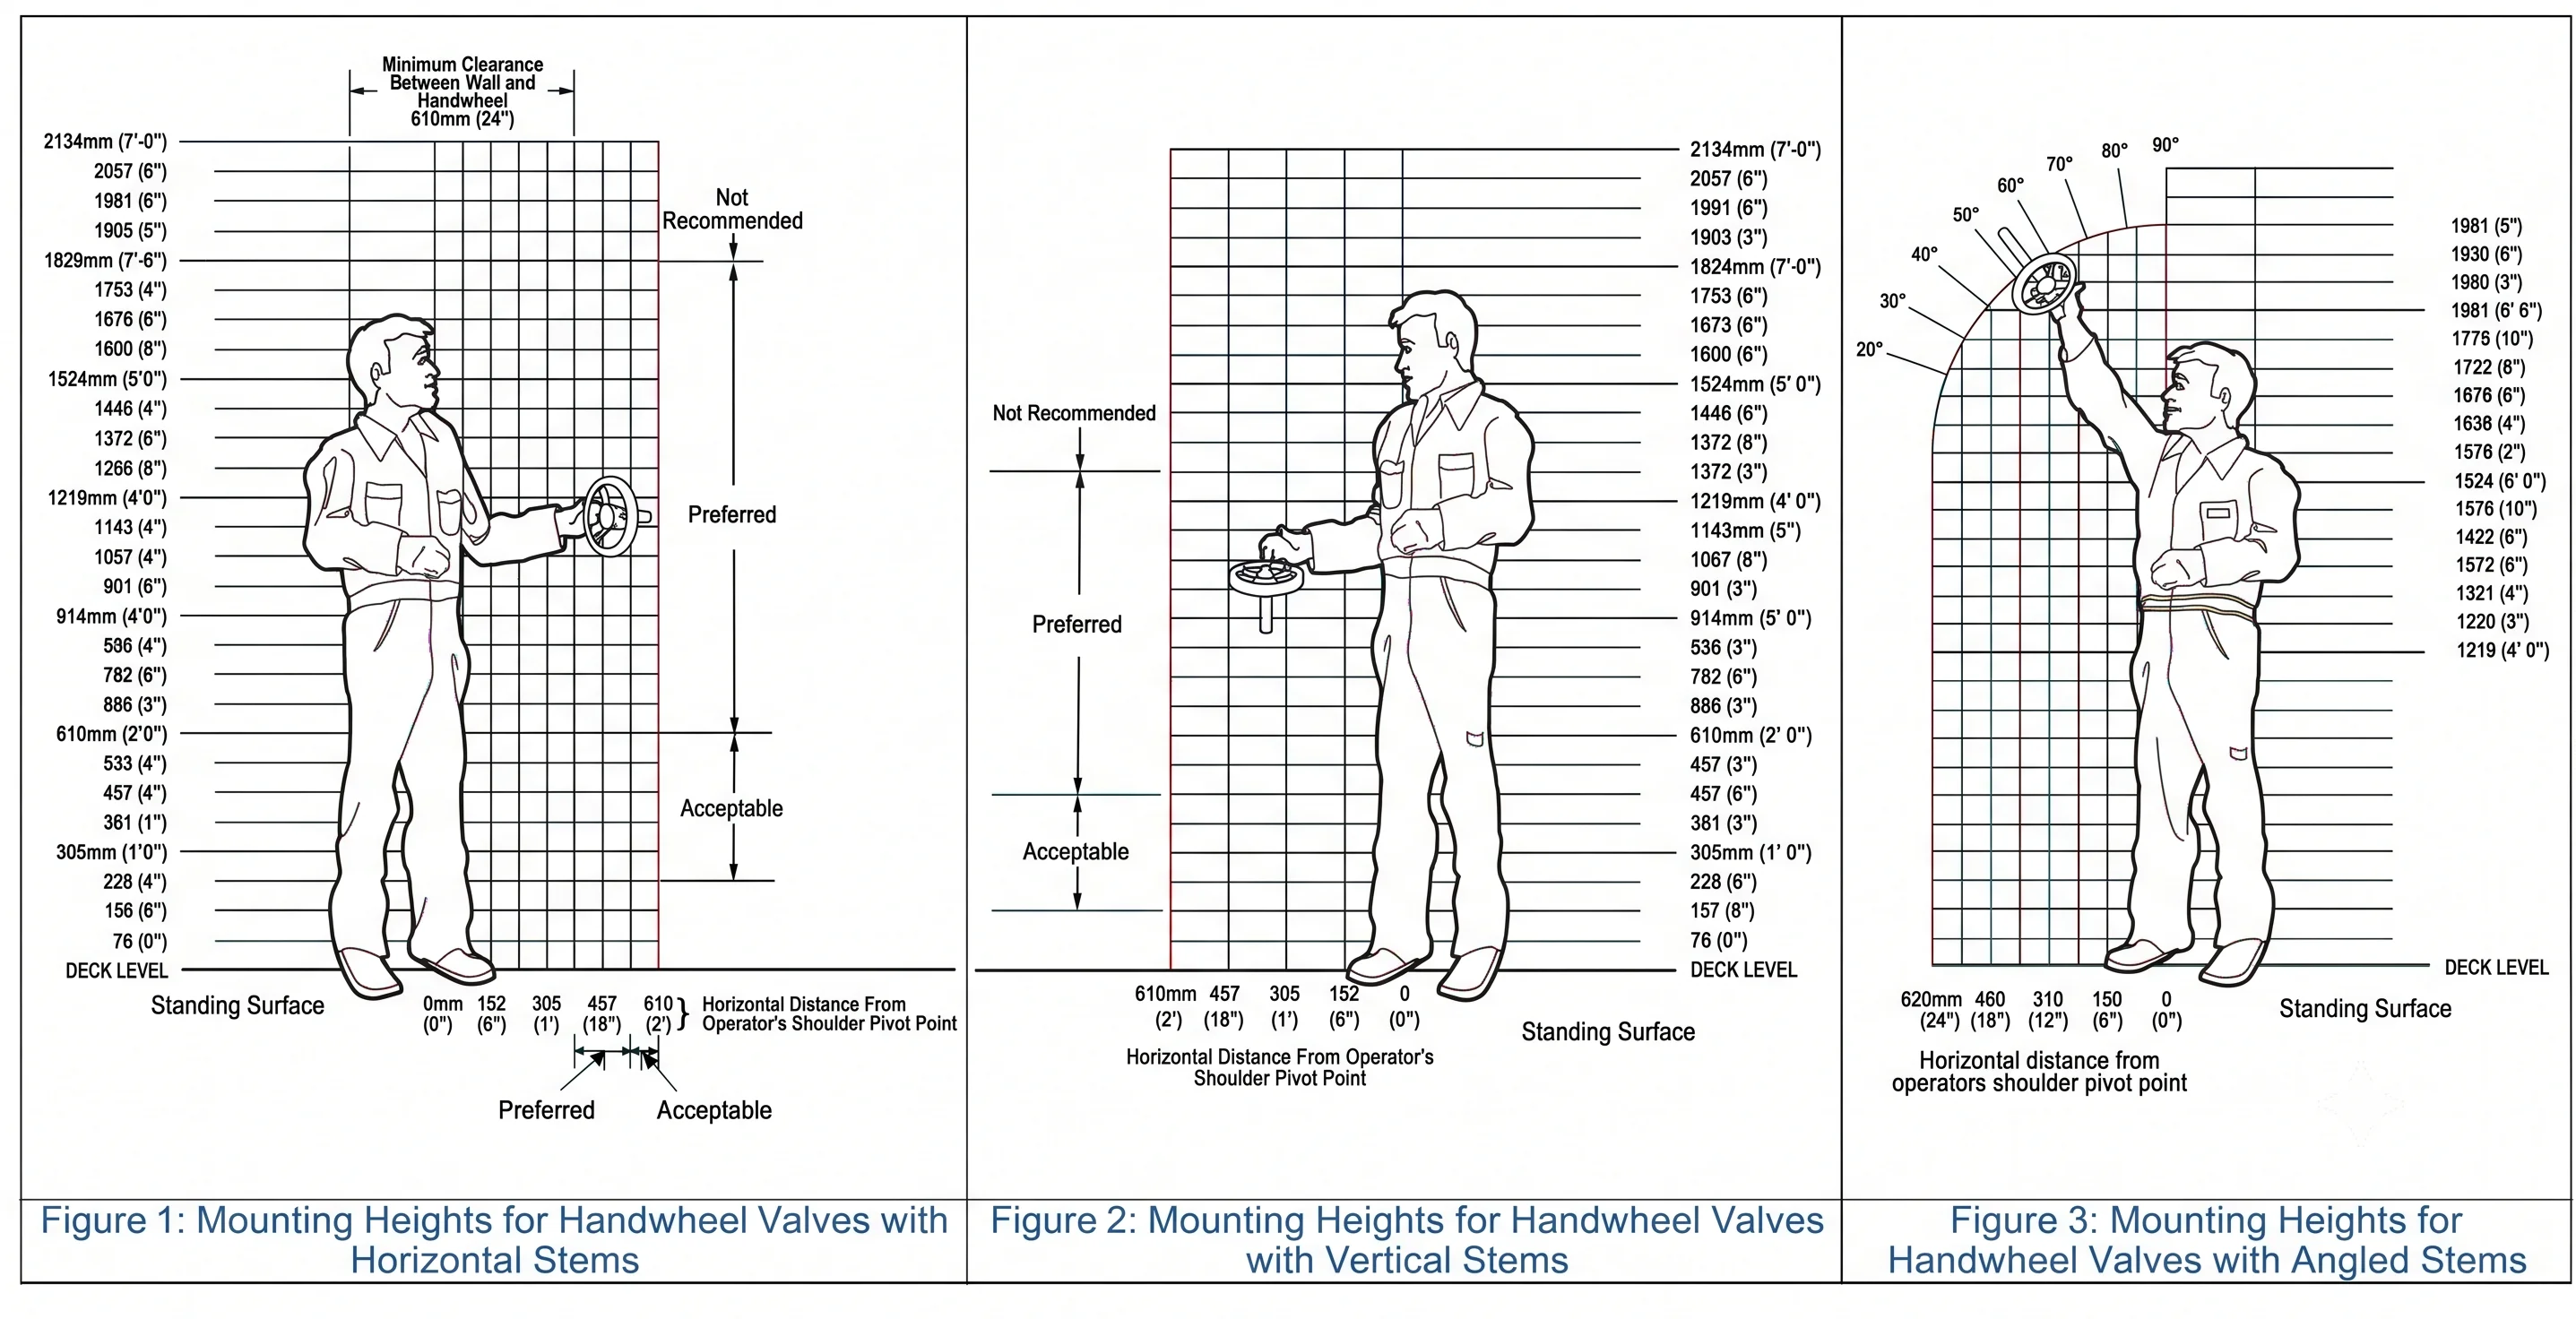 Minimum Clearance
Between Wall and
Handwheel
610mm (24")
2134mm (7'-0")
2057 (6")
1981 (6")
1905 (5")
1829mm (7'-6")
1753 (4")
1676 (6")
1600 (8")
1524mm (5'0")
1446 (4")
1372 (6")
1266 (8")
1219mm (4'0")
1143 (4")
1057 (4")
901 (6")
914mm (4'0")
586 (4")
782 (6")
886 (3")
610mm (2'0")
533 (4")
457 (4")
361 (1")
305mm (1'0")
228 (4")
156 (6")
76 (0")
DECK LEVEL
Not
Recommended
Preferred
Acceptable
Standing Surface
0mm 152 305 457 610
(0") (6") (1') (18") (2')
Horizontal Distance From
Operator's Shoulder Pivot Point
Preferred
Acceptable
Figure 1: Mounting Heights for Handwheel Valves with
Horizontal Stems
Not Recommended
Preferred
Acceptable
2134mm (7'-0")
2057 (6")
1991 (6")
1903 (3")
1824mm (7'-0")
1753 (6")
1673 (6")
1600 (6")
1524mm (5' 0")
1446 (6")
1372 (8")
1372 (3")
1219mm (4' 0")
1143mm (5")
1067 (8")
901 (3")
914mm (5' 0")
536 (3")
782 (6")
886 (3")
610mm (2' 0")
457 (3")
457 (6")
381 (3")
305mm (1' 0")
228 (6")
157 (8")
76 (0")
DECK LEVEL
610mm 457 305 152 0
(2') (18") (1') (6") (0")
Standing Surface
Horizontal Distance From Operator's
Shoulder Pivot Point
Figure 2: Mounting Heights for Handwheel Valves
with Vertical Stems
20°
30°
40°
50°
60°
70°
80°
90°
1981 (5")
1930 (6")
1980 (3")
1981 (6' 6")
1775 (10")
1722 (8")
1676 (6")
1638 (4")
1576 (2")
1524 (6' 0")
1576 (10")
1422 (6")
1572 (6")
1321 (4")
1220 (3")
1219 (4' 0")
DECK LEVEL
620mm 460 310 150 0
(24") (18") (12") (6") (0")
Standing Surface
Horizontal distance from
operators shoulder pivot point
Figure 3: Mounting Heights for
Handwheel Valves with Angled Stems